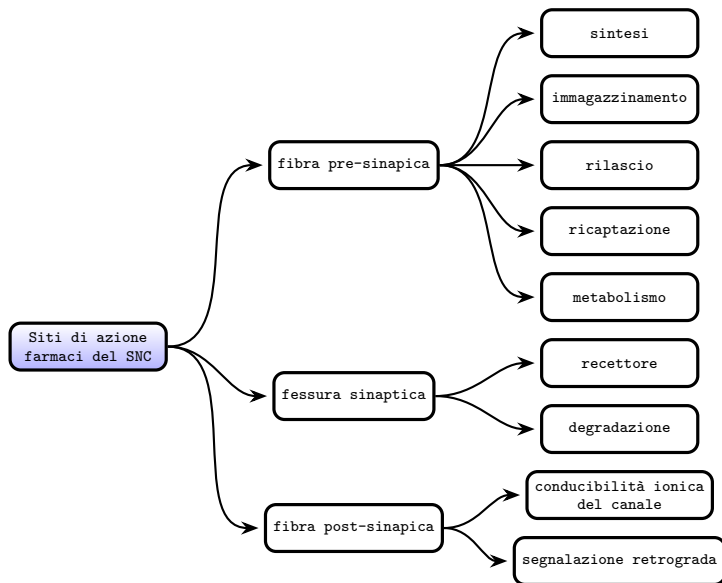 sintesi
immagazzinamento
fibra pre-sinapica
rilascio
ricaptazione
metabolismo
Siti di azione
farmaci del SNC
recettore
fessura sinaptica
degradazione
conducibilità ionica
del canale
fibra post-sinapica
segnalazione retrograda